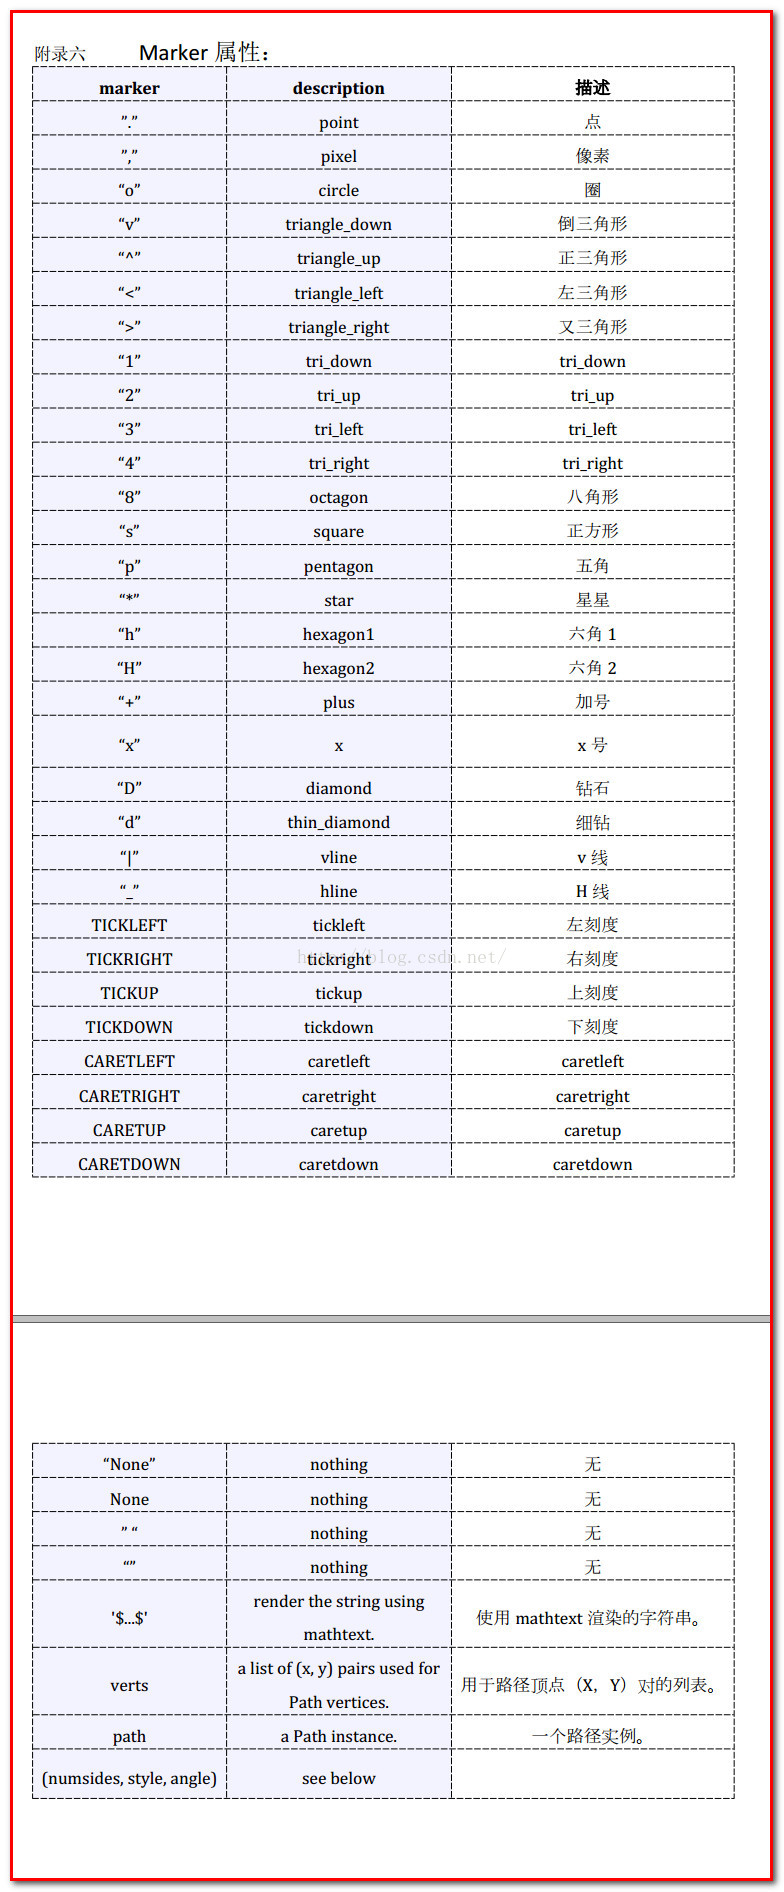 附录六 Marker 属性：
marker description 描述
”.” point 点
”,” pixel 像素
“o” circle 圈
“v” triangle_down 倒三角形
“^” triangle_up 正三角形
“<” triangle_left 左三角形
“>” triangle_right 又三角形
“1” tri_down tri_down
“2” tri_up tri_up
“3” tri_left tri_left
“4” tri_right tri_right
“8” octagon 八角形
“s” square 正方形
“p” pentagon 五角
“*” star 星星
“h” hexagon1 六角 1
“H” hexagon2 六角 2
“+” plus 加号
“x” x x 号
“D” diamond 钻石
“d” thin_diamond 细钻
“|” vline v 线
“_” hline H 线
TICKLEFT tickleft 左刻度
TICKRIGHT tickright 右刻度
http://blog.csdn.net/
TICKUP tickup 上刻度
TICKDOWN tickdown 下刻度
CARETLEFT caretleft caretleft
CARETRIGHT caretright caretright
CARETUP caretup caretup
CARETDOWN caretdown caretdown
“None” nothing 无
None nothing 无
” “ nothing 无
“” nothing 无
'$...$' render the string using mathtext. 使用 mathtext 渲染的字符串。
verts a list of (x, y) pairs used for Path vertices. 用于路径顶点（X，Y）对的列表。
path a Path instance. 一个路径实例。
(numsides, style, angle) see below